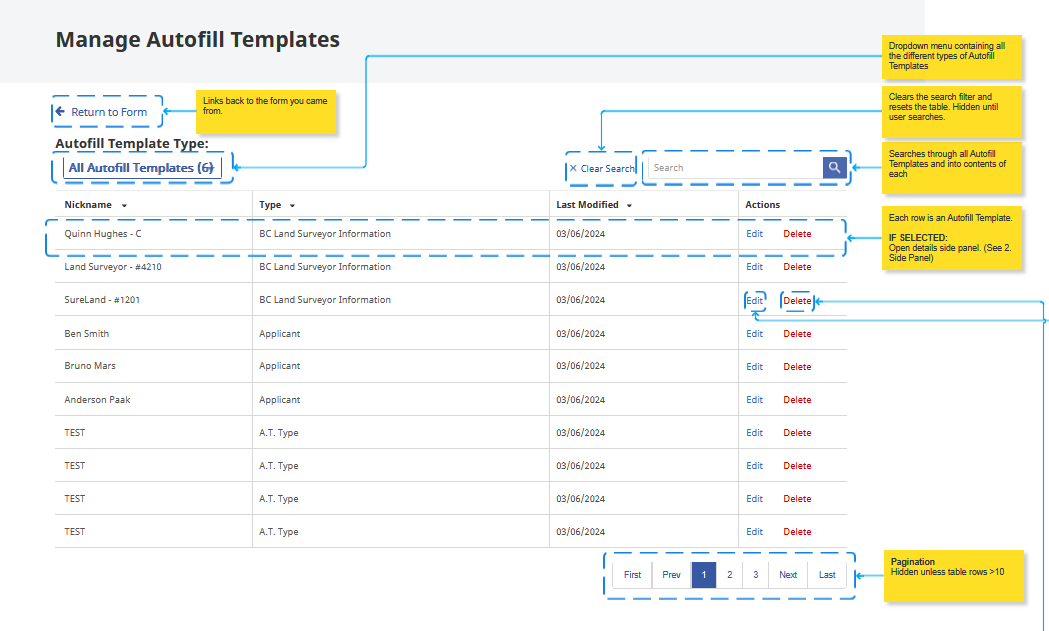 Manage Autofill Templates
Dropdown menu containing all
the different types of Autofill
Templates
Return to Form
Links back to the form you came
from.
Clears the search filter and
resets the table. Hidden until
user searches.
Autofill Template Type:
All Autofill Templates (6)
Clear Search
Search
Searches through all Autofill
Templates and into contents of
each
Nickname Type Last Modified Actions
Quinn Hughes - C BC Land Surveyor Information 03/06/2024 Edit Delete
Each row is an Autofill Template.
IF SELECTED:
Open details side panel. (See 2.
Side Panel)
Land Surveyor - #4210 BC Land Surveyor Information 03/06/2024 Edit Delete
SureLand - #1201 BC Land Surveyor Information 03/06/2024 Edit Delete
Ben Smith Applicant 03/06/2024 Edit Delete
Bruno Mars Applicant 03/06/2024 Edit Delete
Anderson Paak Applicant 03/06/2024 Edit Delete
TEST A.T. Type 03/06/2024 Edit Delete
TEST A.T. Type 03/06/2024 Edit Delete
TEST A.T. Type 03/06/2024 Edit Delete
TEST A.T. Type 03/06/2024 Edit Delete
First Prev 1 2 3 Next Last
Pagination
Hidden unless table rows >10